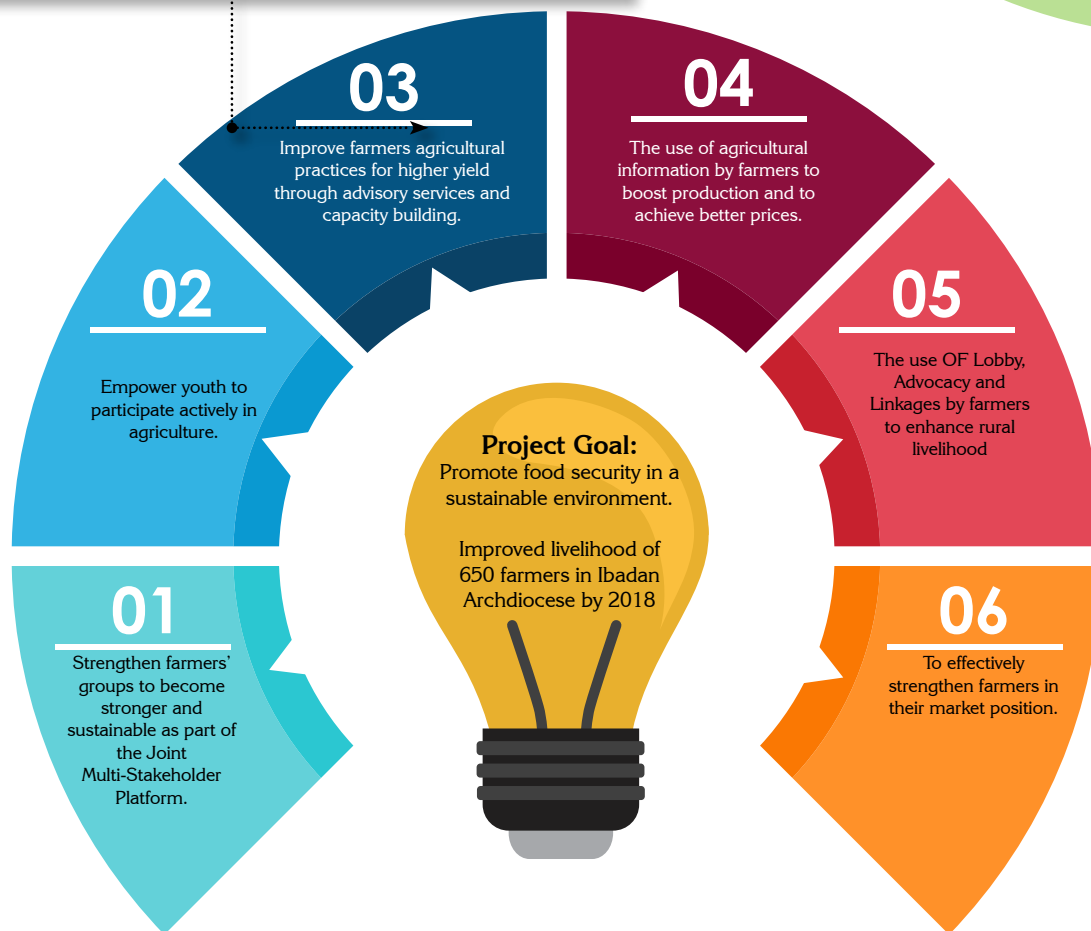 01
Strengthen farmers’
groups to become
stronger and
sustainable as part of
the Joint
Multi-Stakeholder
Platform.
02
Empower youth to
participate actively in
agriculture.
03
Improve farmers agricultural
practices for higher yield
through advisory services and
capacity building.
04
The use of agricultural
information by farmers to
boost production and to
achieve better prices.
05
The use OF Lobby,
Advocacy and
Linkages by farmers
to enhance rural
livelihood
06
To effectively
strengthen farmers in
their market position.
Project Goal:
Promote food security in a
sustainable environment.
Improved livelihood of
650 farmers in Ibadan
Archdiocese by 2018